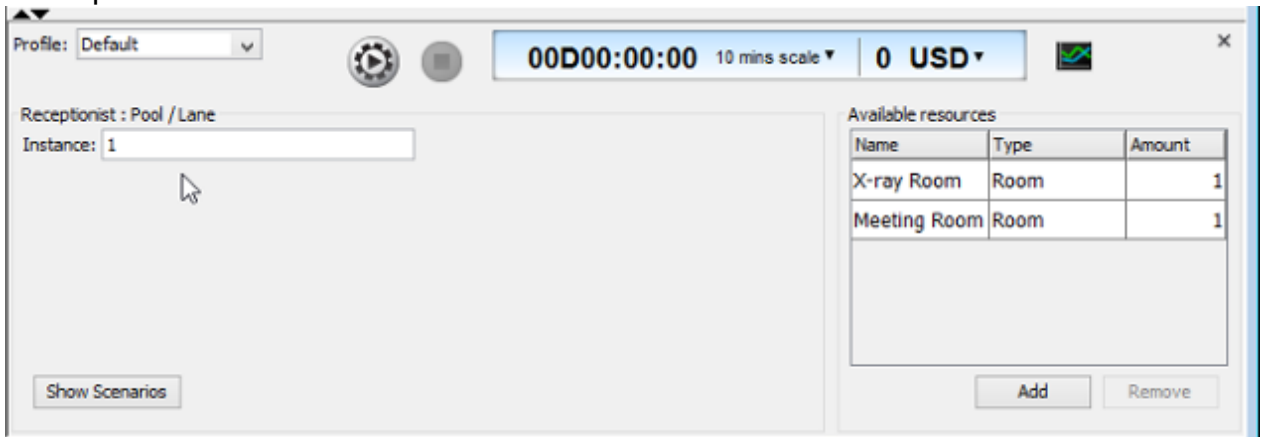 Profile: Default
00D00:00:00 10 mins scale 0 USD
Receptionist : Pool / Lane
Instance: 1
Available resources
Name Type Amount
X-ray Room Room 1
Meeting Room Room 1
Show Scenarios
Add Remove